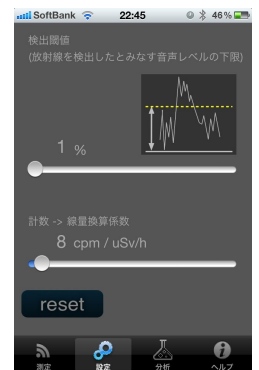 SoftBank 22:45 46%
検出閾値
(放射線を検出したとみなす音声レベルの下限)
1 %
計数 -> 線量換算係数
8 cpm / uSv/h
reset
測定 設定 分析 ヘルプ